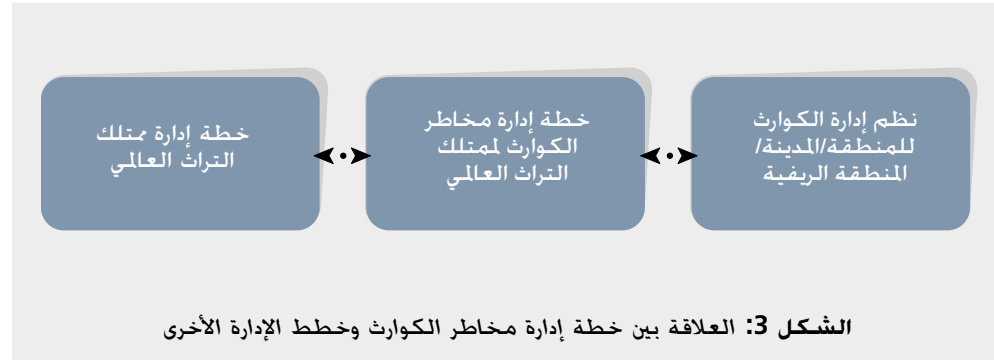 نظم إدارة الكوارث
للمنطقة/المدينة/
المنطقة الريفية
خطة إدارة مخاطر
الكوارث لممتلك
التراث العالمي
خطة إدارة ممتلك
التراث العالمي
الشكل 3: العلاقة بين خطة إدارة مخاطر الكوارث وخطط الإدارة الأخرى